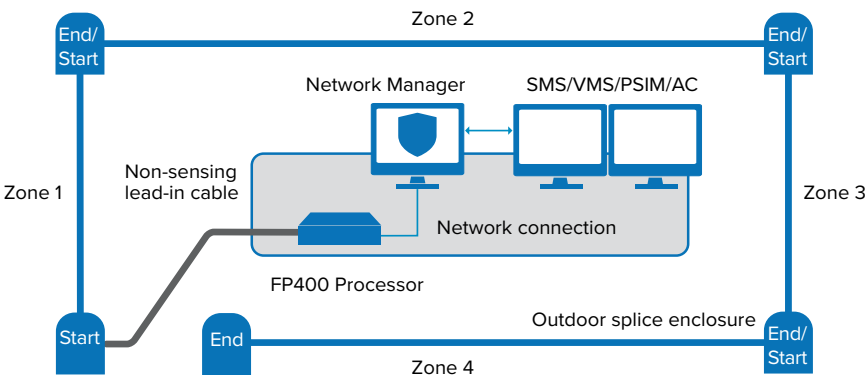 Zone 2
End/
Start
End/
Start
Network Manager
SMS/VMS/PSIM/AC
Non-sensing
lead-in cable
Zone 1
Zone 3
Network connection
FP400 Processor
Start
End
Outdoor splice enclosure
End/
Start
Zone 4